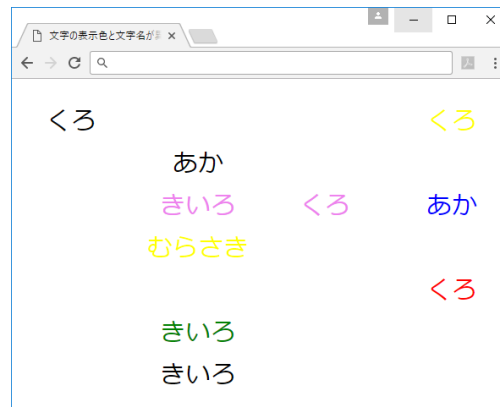 文字の表示色と文字名が
くろ くろ
あか
きいろ くろ あか
むらさき
くろ
きいろ
きいろ